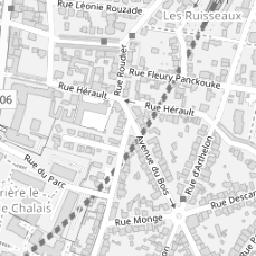 Rue Léonie Rouzade
Les Ruisseaux
Rue Roudier
Rue Fleury Panckouke
Rue Hérault
Rue Hérault
06
Avenue du Bois
Rue d'Arthelon
Rue du Parc
rière le
Chalais
Rue Descar
Rue Monge